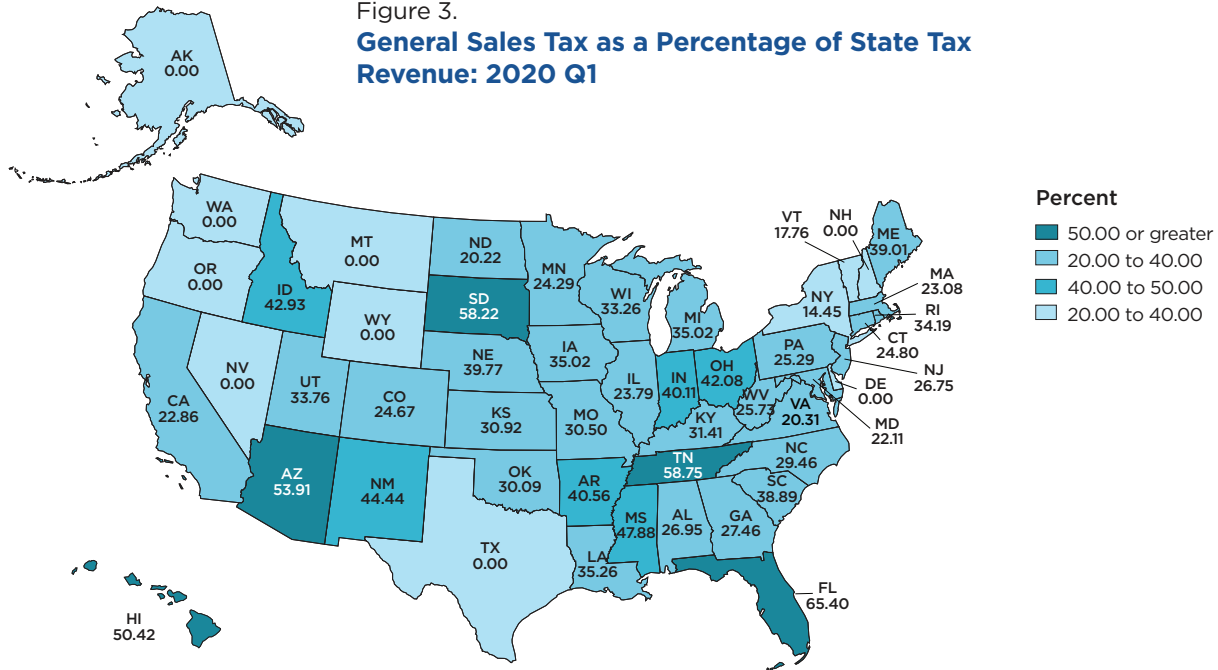 Figure 3.
General Sales Tax as a Percentage of State Tax
Revenue: 2020 Q1
AK
0.00
WA
0.00
OR
0.00
ID
42.93
MT
0.00
WY
0.00
NV
0.00
UT
33.76
CA
22.86
CO
24.67
AZ
53.91
NM
44.44
ND
20.22
SD
58.22
NE
39.77
KS
30.92
OK
30.09
TX
0.00
MN
24.29
IA
35.02
MO
30.50
AR
40.56
LA
35.26
WI
33.26
IL
23.79
MI
35.02
IN
40.11
OH
42.08
KY
31.41
TN
58.75
MS
47.88
AL
26.95
GA
27.46
FL
65.40
SC
38.89
NC
29.46
VA
20.31
WV
25.73
PA
25.29
NY
14.45
VT
17.76
NH
0.00
ME
39.01
MA
23.08
RI
34.19
CT
24.80
NJ
26.75
DE
0.00
MD
22.11
HI
50.42
Percent
50.00 or greater
20.00 to 40.00
40.00 to 50.00
20.00 to 40.00